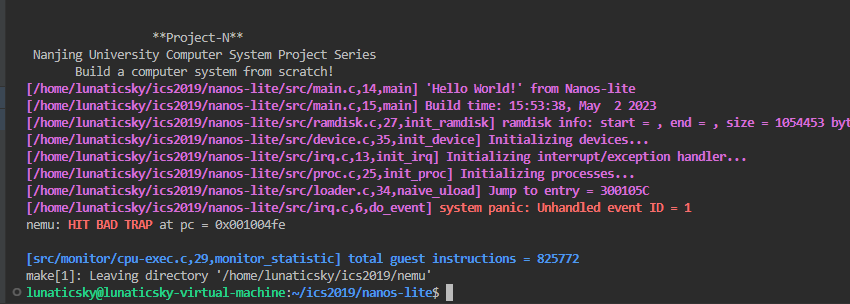 **Project-N**
Nanjing University Computer System Project Series
Build a computer system from scratch!
[/home/lunaticsky/ics2019/nanos-lite/src/main.c,14,main] 'Hello World!' from Nanos-lite
[/home/lunaticsky/ics2019/nanos-lite/src/main.c,15,main] Build time: 15:53:38, May  2 2023
[/home/lunaticsky/ics2019/nanos-lite/src/ramdisk.c,27,init_ramdisk] ramdisk info: start = , end = , size = 1054453 byt
[/home/lunaticsky/ics2019/nanos-lite/src/device.c,35,init_device] Initializing devices...
[/home/lunaticsky/ics2019/nanos-lite/src/irq.c,13,init_irq] Initializing interrupt/exception handler...
[/home/lunaticsky/ics2019/nanos-lite/src/proc.c,25,init_proc] Initializing processes...
[/home/lunaticsky/ics2019/nanos-lite/src/loader.c,34,naive_uload] Jump to entry = 300105C
[/home/lunaticsky/ics2019/nanos-lite/src/irq.c,6,do_event] system panic: Unhandled event ID = 1
nemu: HIT BAD TRAP at pc = 0x001004fe
[src/monitor/cpu-exec.c,29,monitor_statistic] total guest instructions = 825772
make[1]: Leaving directory '/home/lunaticsky/ics2019/nemu'
lunaticsky@lunaticsky-virtual-machine:~/ics2019/nanos-lite$